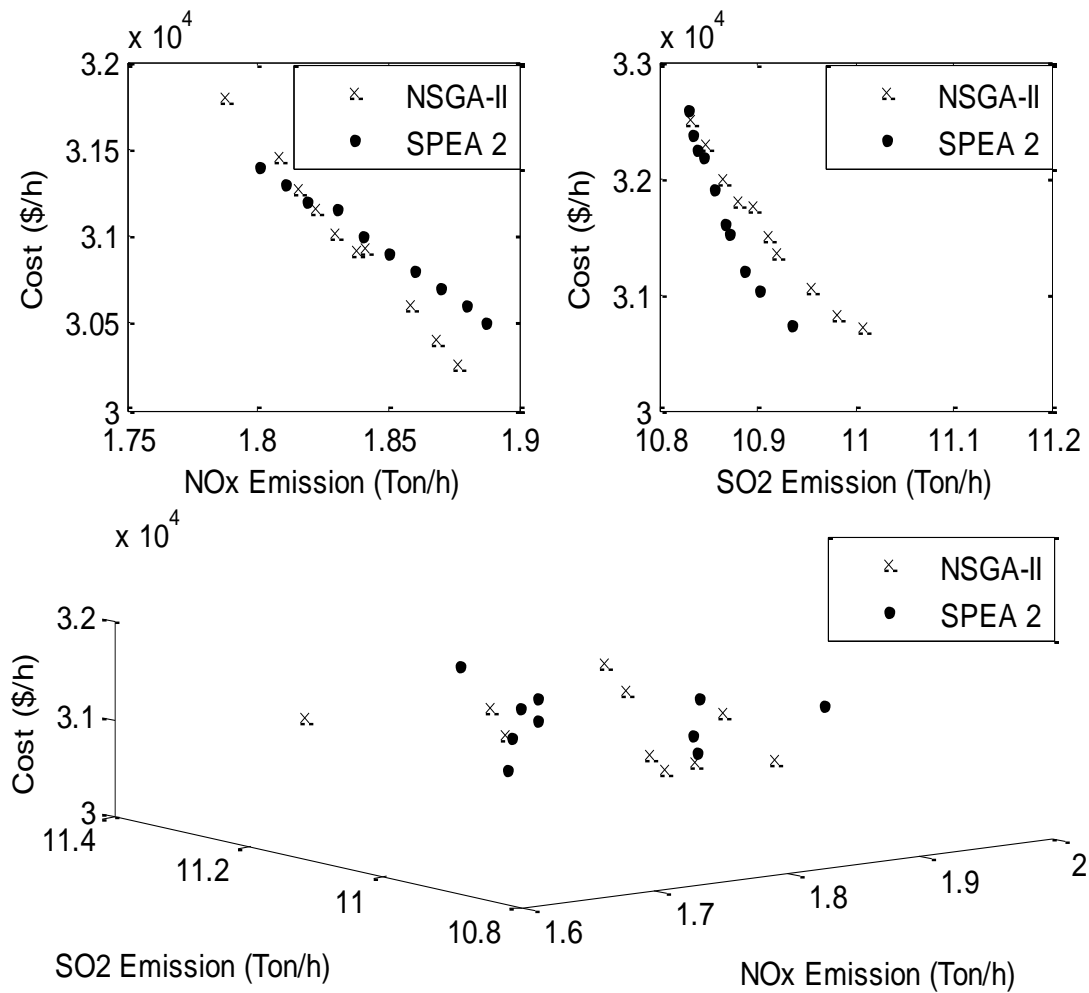 x 10^4
3.2
3.15
3.1
3.05
3
1.75
1.8
1.85
1.9
Cost ($/h)
NOx Emission (Ton/h)
NSGA-II
SPEA 2
x 10^4
3.3
3.2
3.1
3
10.8
10.9
11
11.1
11.2
Cost ($/h)
SO2 Emission (Ton/h)
NSGA-II
SPEA 2
x 10^4
3.2
3.1
3
11.4
11.2
11
10.8
1.6
1.7
1.8
1.9
2
Cost ($/h)
SO2 Emission (Ton/h)
NOx Emission (Ton/h)
NSGA-II
SPEA 2